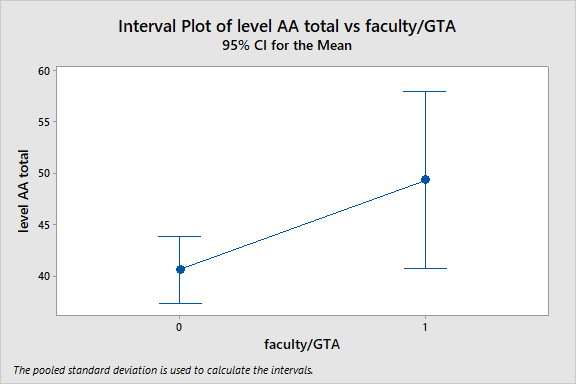 Interval Plot of level AA total vs faculty/GTA
95% CI for the Mean
60
55
50
45
40
level AA total
0
1
faculty/GTA
The pooled standard deviation is used to calculate the intervals.